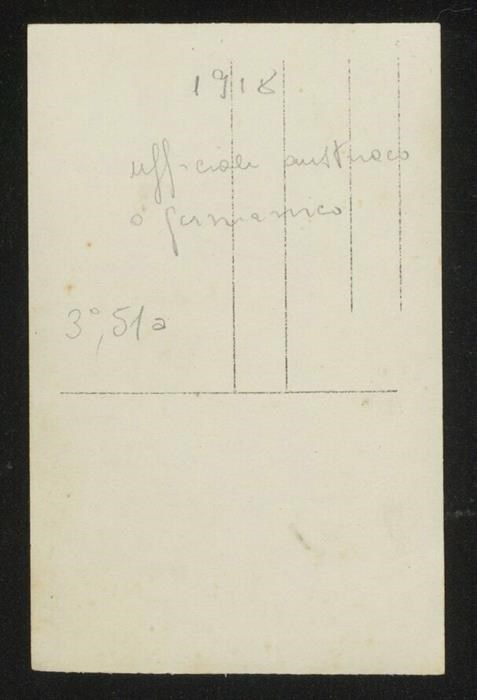 1918
ufficiale austriaco
o germanico
3°,51a